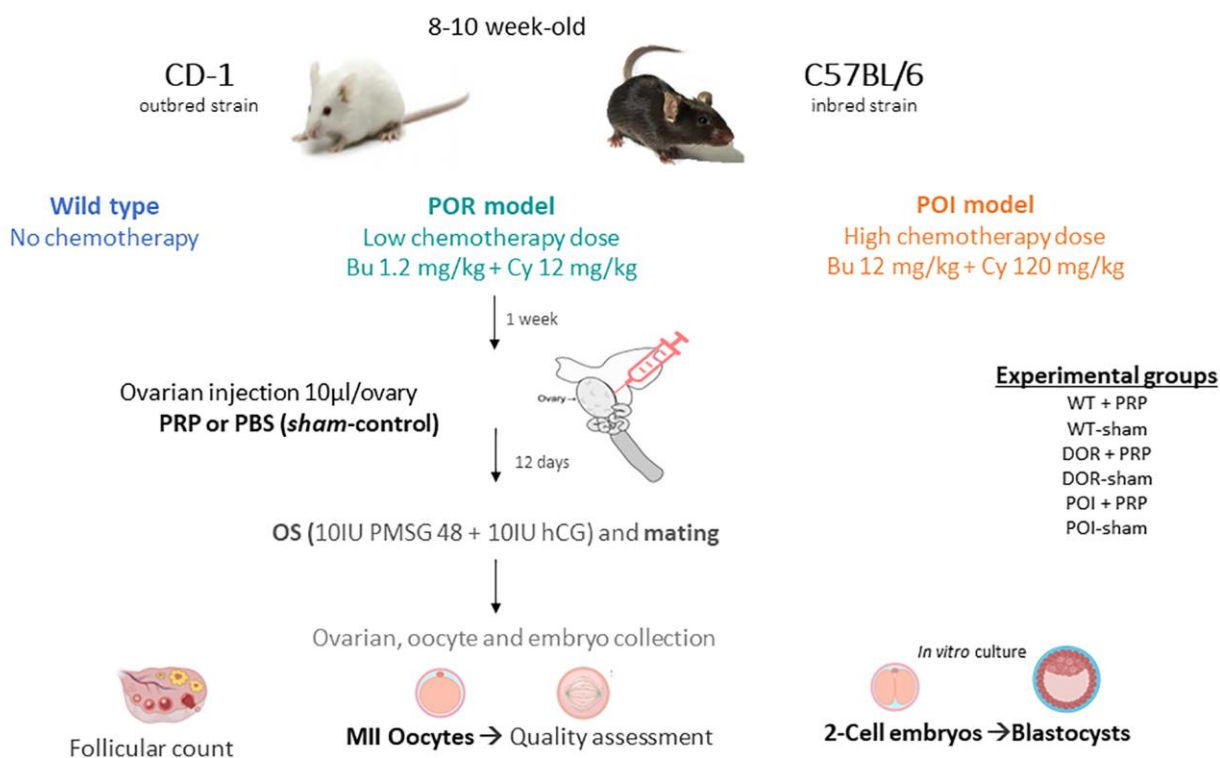 8-10 week-old
CD-1
outbred strain
C57BL/6
inbred strain
Wild type
No chemotherapy
POR model
Low chemotherapy dose
Bu 1.2 mg/kg + Cy 12 mg/kg
POI model
High chemotherapy dose
Bu 12 mg/kg + Cy 120 mg/kg
1 week
Ovarian injection 10µl/ovary
PRP or PBS (sham-control)
Ovary→
12 days
Experimental groups
WT + PRP
WT-sham
DOR + PRP
DOR-sham
POI + PRP
POI-sham
OS (10IU PMSG 48 + 10IU hCG) and mating
Ovarian, oocyte and embryo collection
Follicular count
MII Oocytes → Quality assessment
In vitro culture
2-Cell embryos →Blastocysts